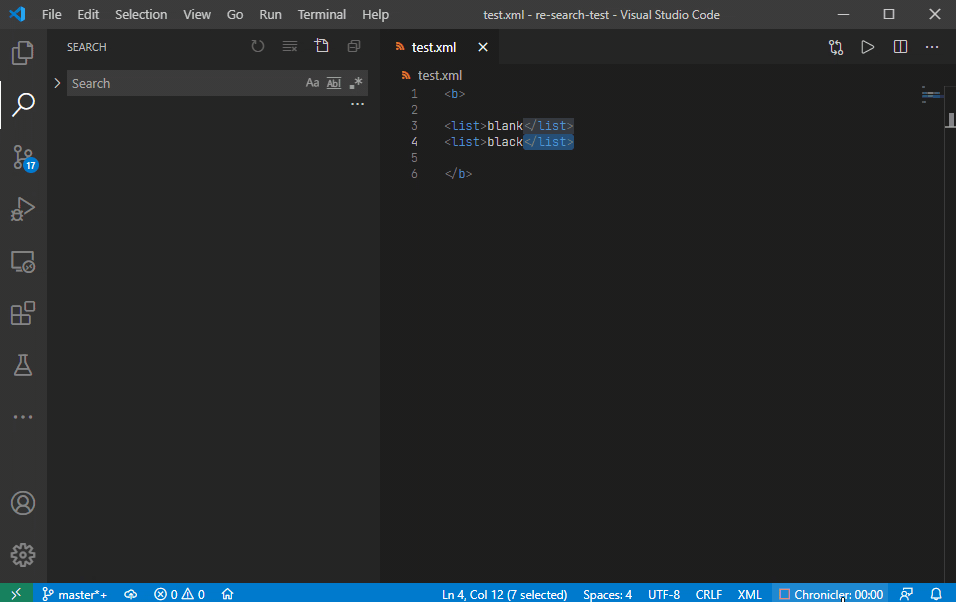 File Edit Selection View Go Run Terminal Help test.xml - re-search-test - Visual Studio Code
SEARCH
test.xml
Search Aa Abl .*
test.xml
1 <b>
2
3 <list>blank</list>
4 <list>black</list>
5
6 </b>
17
master*+ 0 0 Ln 4, Col 12 (7 selected) Spaces: 4 UTF-8 CRLF XML Chronicler: 00:00